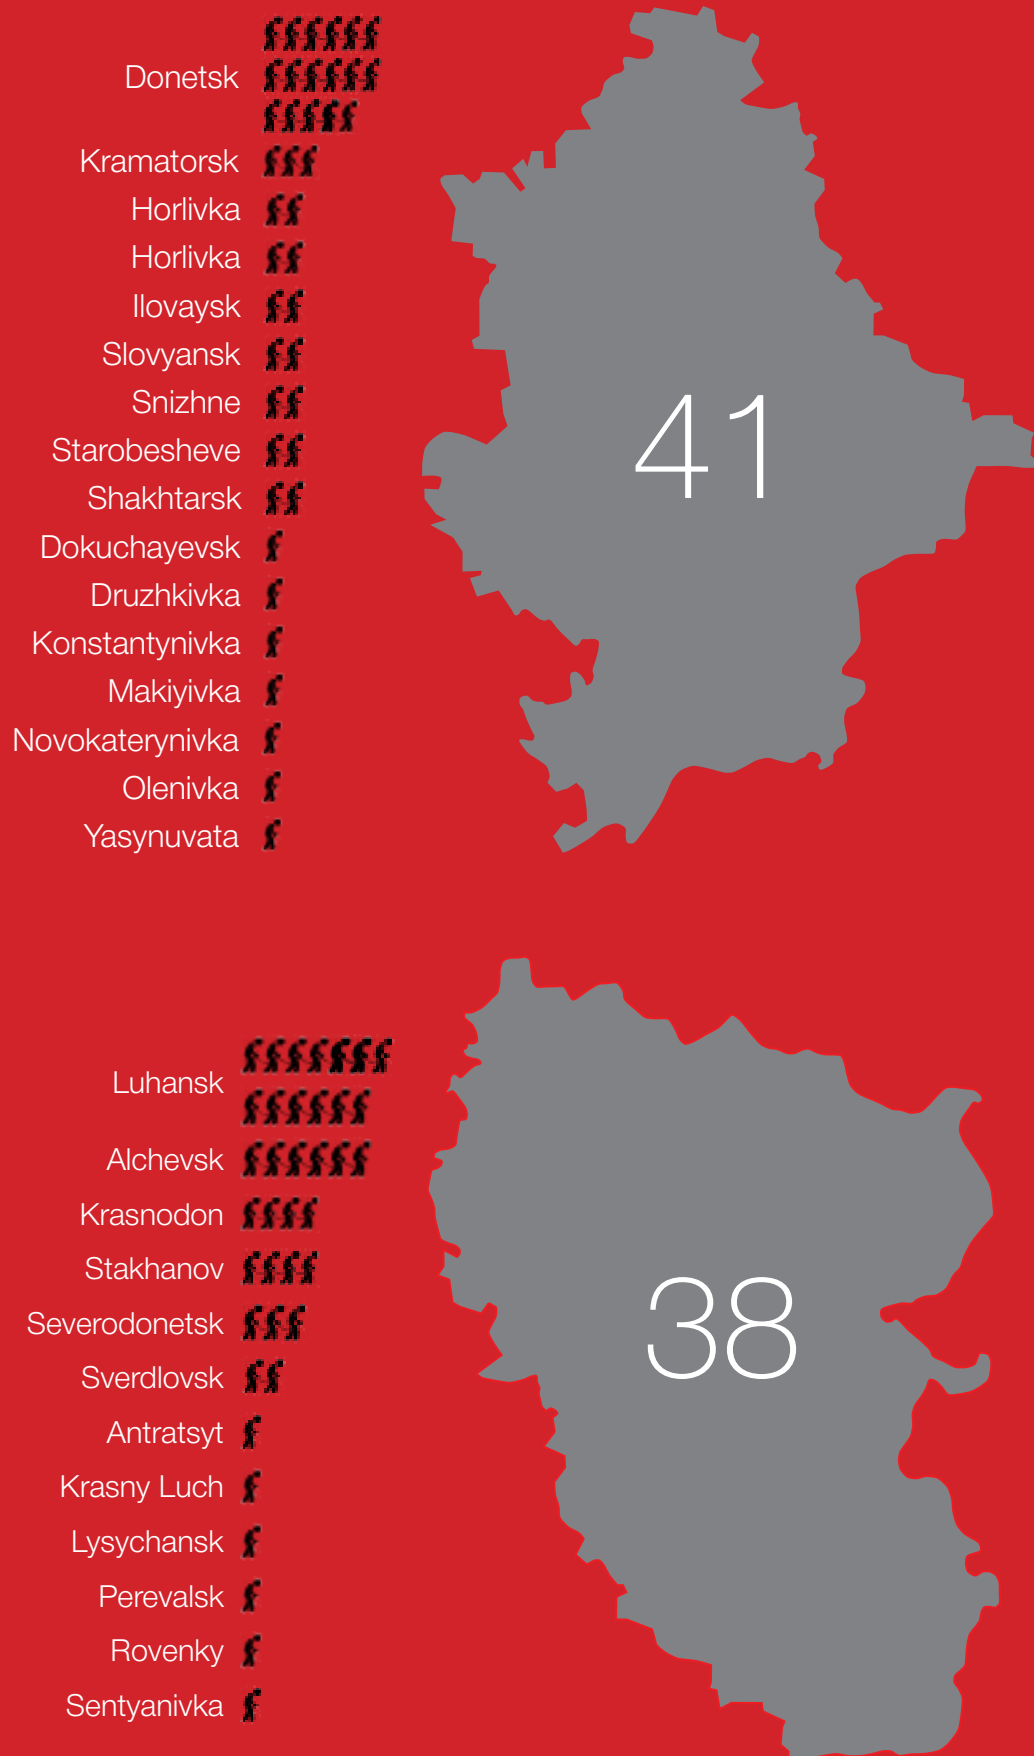 Donetsk
Kramatorsk
Horlivka
Horlivka
Ilovaysk
Slovyansk
Snizhne
Starobesheve
Shakhtarsk
Dokuchayevsk
Druzhkivka
Konstantynivka
Makiyivka
Novokaterynivka
Olenivka
Yasynuvata
41
Luhansk
Alchevsk
Krasnodon
Stakhanov
Severodonetsk
Sverdlovsk
Antratsyt
Krasny Luch
Lysychansk
Perevalsk
Rovenky
Sentyanivka
38